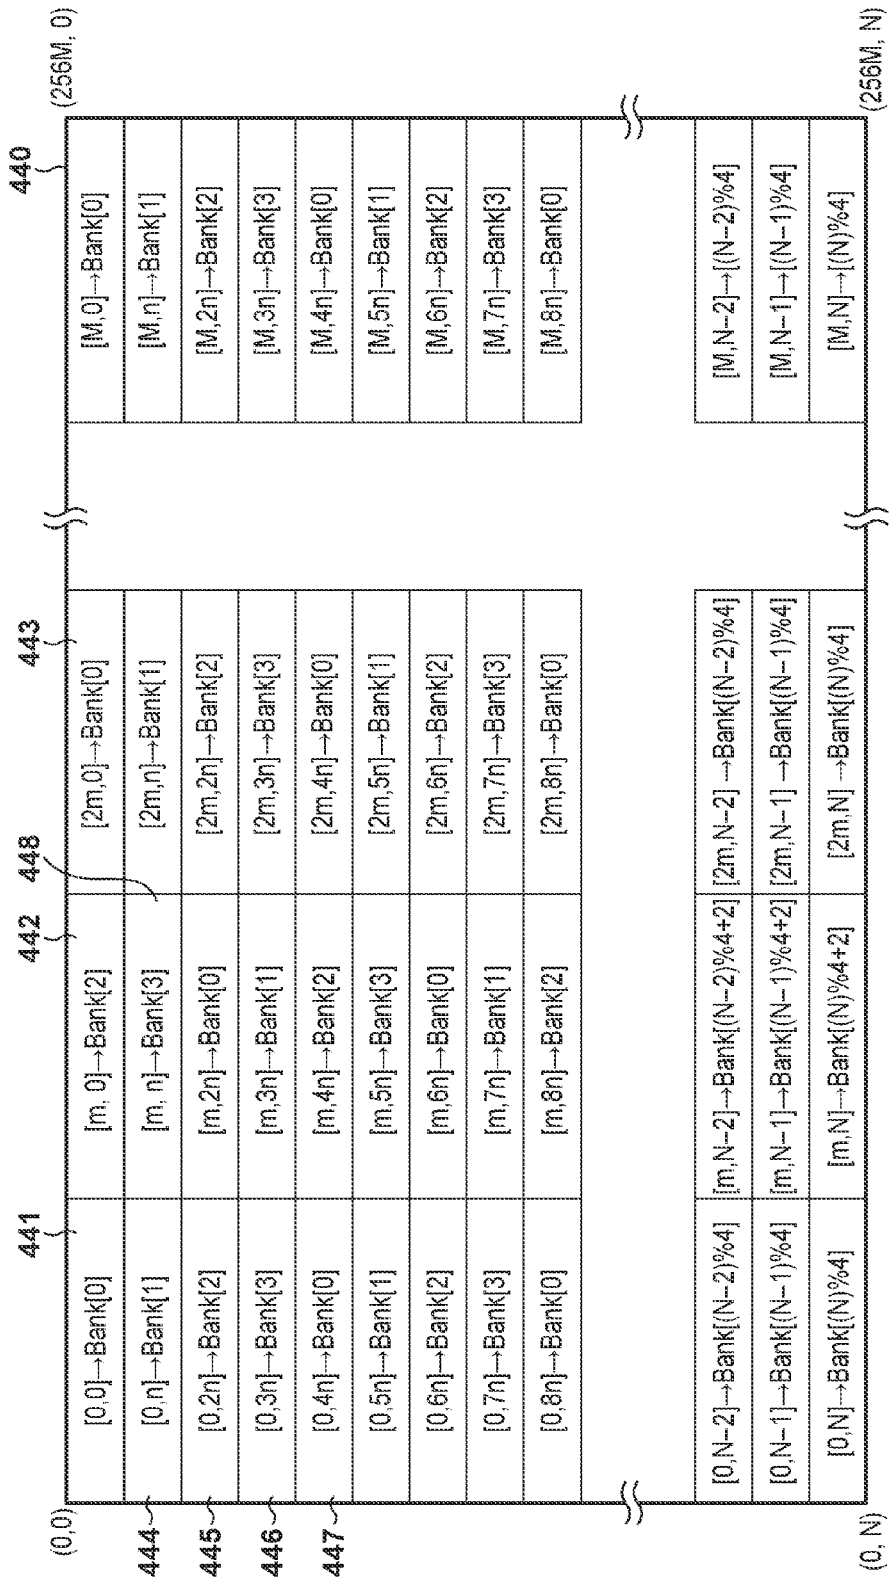 (0,0)
(256M, 0)
441
442
448
443
440
[0,0]→Bank[0]
[m, 0]→Bank[2]
[2m,0]→Bank[0]
[M,0]→Bank[0]
444
[0,n]→Bank[1]
[m, n]→Bank[3]
[2m,n]→Bank[1]
[M,n]→Bank[1]
445
[0,2n]→Bank[2]
[m,2n]→Bank[0]
[2m,2n]→Bank[2]
[M,2n]→Bank[2]
446
[0,3n]→Bank[3]
[m,3n]→Bank[1]
[2m,3n]→Bank[3]
[M,3n]→Bank[3]
447
[0,4n]→Bank[0]
[m,4n]→Bank[2]
[2m,4n]→Bank[0]
[M,4n]→Bank[0]
[0,5n]→Bank[1]
[m,5n]→Bank[3]
[2m,5n]→Bank[1]
[M,5n]→Bank[1]
[0,6n]→Bank[2]
[m,6n]→Bank[0]
[2m,6n]→Bank[2]
[M,6n]→Bank[2]
[0,7n]→Bank[3]
[m,7n]→Bank[1]
[2m,7n]→Bank[3]
[M,7n]→Bank[3]
[0,8n]→Bank[0]
[m,8n]→Bank[2]
[2m,8n]→Bank[0]
[M,8n]→Bank[0]
[0,N-2]→Bank[(N-2)%4]
[m,N-2]→Bank[(N-2)%4+2]
[2m,N-2] →Bank[(N-2)%4]
[M,N-2]→[(N-2)%4]
[0,N-1]→Bank[(N-1)%4]
[m,N-1]→Bank[(N-1)%4+2]
[2m,N-1] →Bank[(N-1)%4]
[M,N-1]→[(N-1)%4]
[0,N]→Bank[(N)%4]
[m,N]→Bank[(N)%4+2]
[2m,N] →Bank[(N)%4]
[M,N]→[(N)%4]
(0, N)
(256M, N)